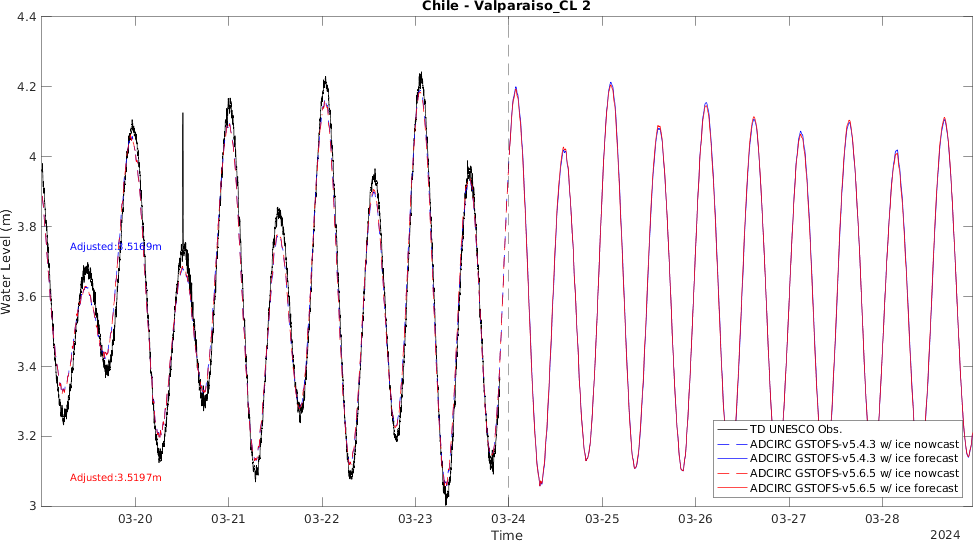 Chile - Valparaiso_CL 2
Water Level (m)
4.4
4.2
4
3.8
3.6
3.4
3.2
3
Adjusted:3.5169m
Adjusted:3.5197m
TD UNESCO Obs.
ADCIRC GSTOFS-v5.4.3 w/ ice nowcast
ADCIRC GSTOFS-v5.4.3 w/ ice forecast
ADCIRC GSTOFS-v5.6.5 w/ ice nowcast
ADCIRC GSTOFS-v5.6.5 w/ ice forecast
03-20 03-21 03-22 03-23 03-24 03-25 03-26 03-27 03-28
Time
2024